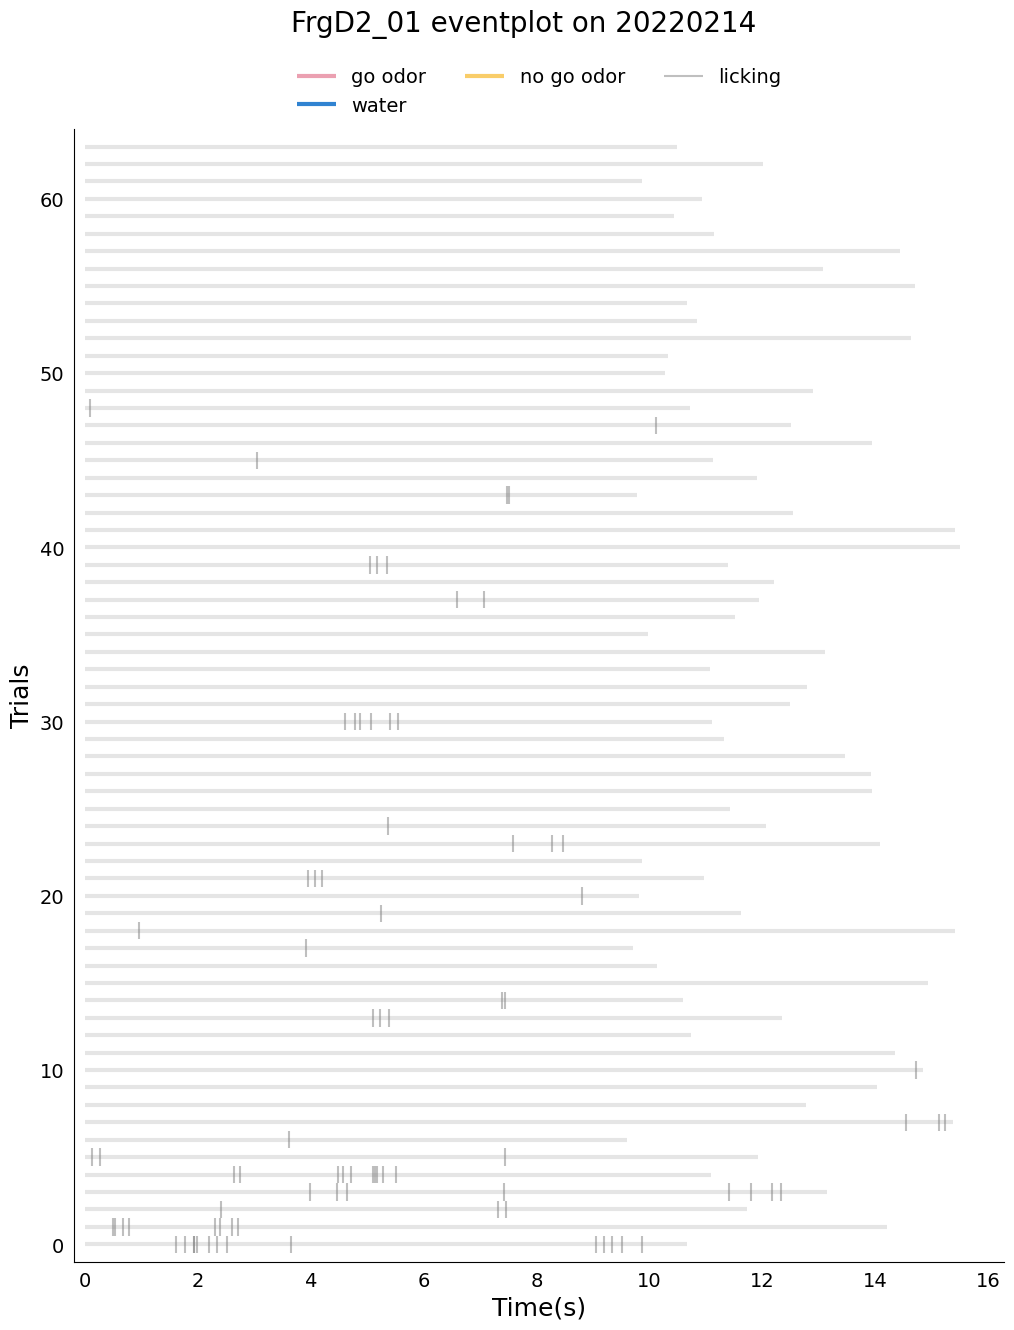 FrgD2_01 eventplot on 20220214
go odor
no go odor
licking
water
60
50
40
30
20
10
0
Trials
0 2 4 6 8 10 12 14 16
Time(s)